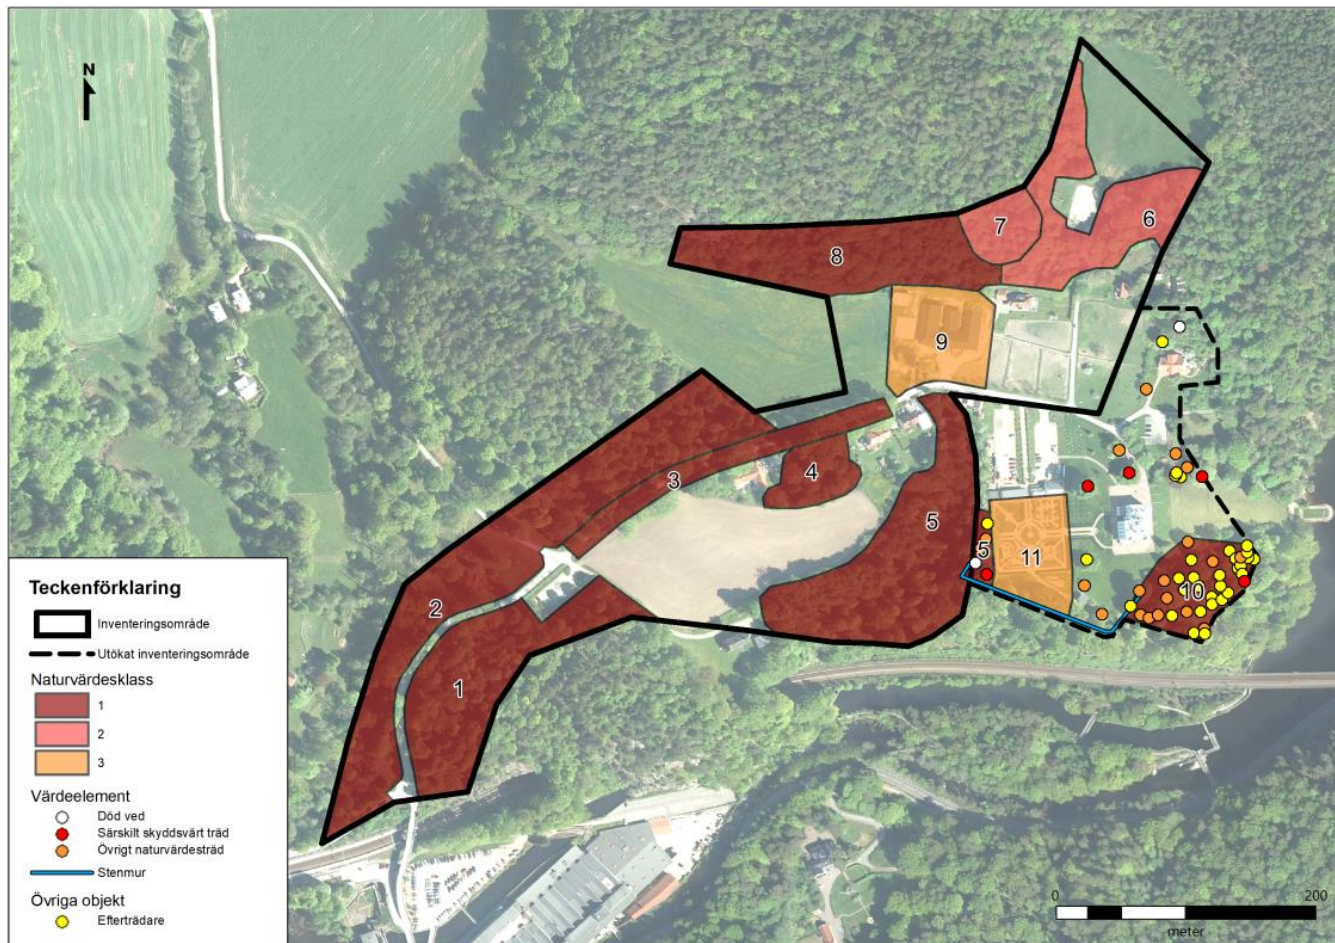 N
6
7
8
9
3
4
5
5
11
10
2
1
Teckenförklaring
Inventeringsområde
Utökat inventeringsområde
Naturvärdesklass
1
2
3
Värdeelement
Död ved
Särskilt skyddsvärt träd
Övrigt naturvärdesträd
Stenmur
Övriga objekt
Efterträdare
0 200
meter